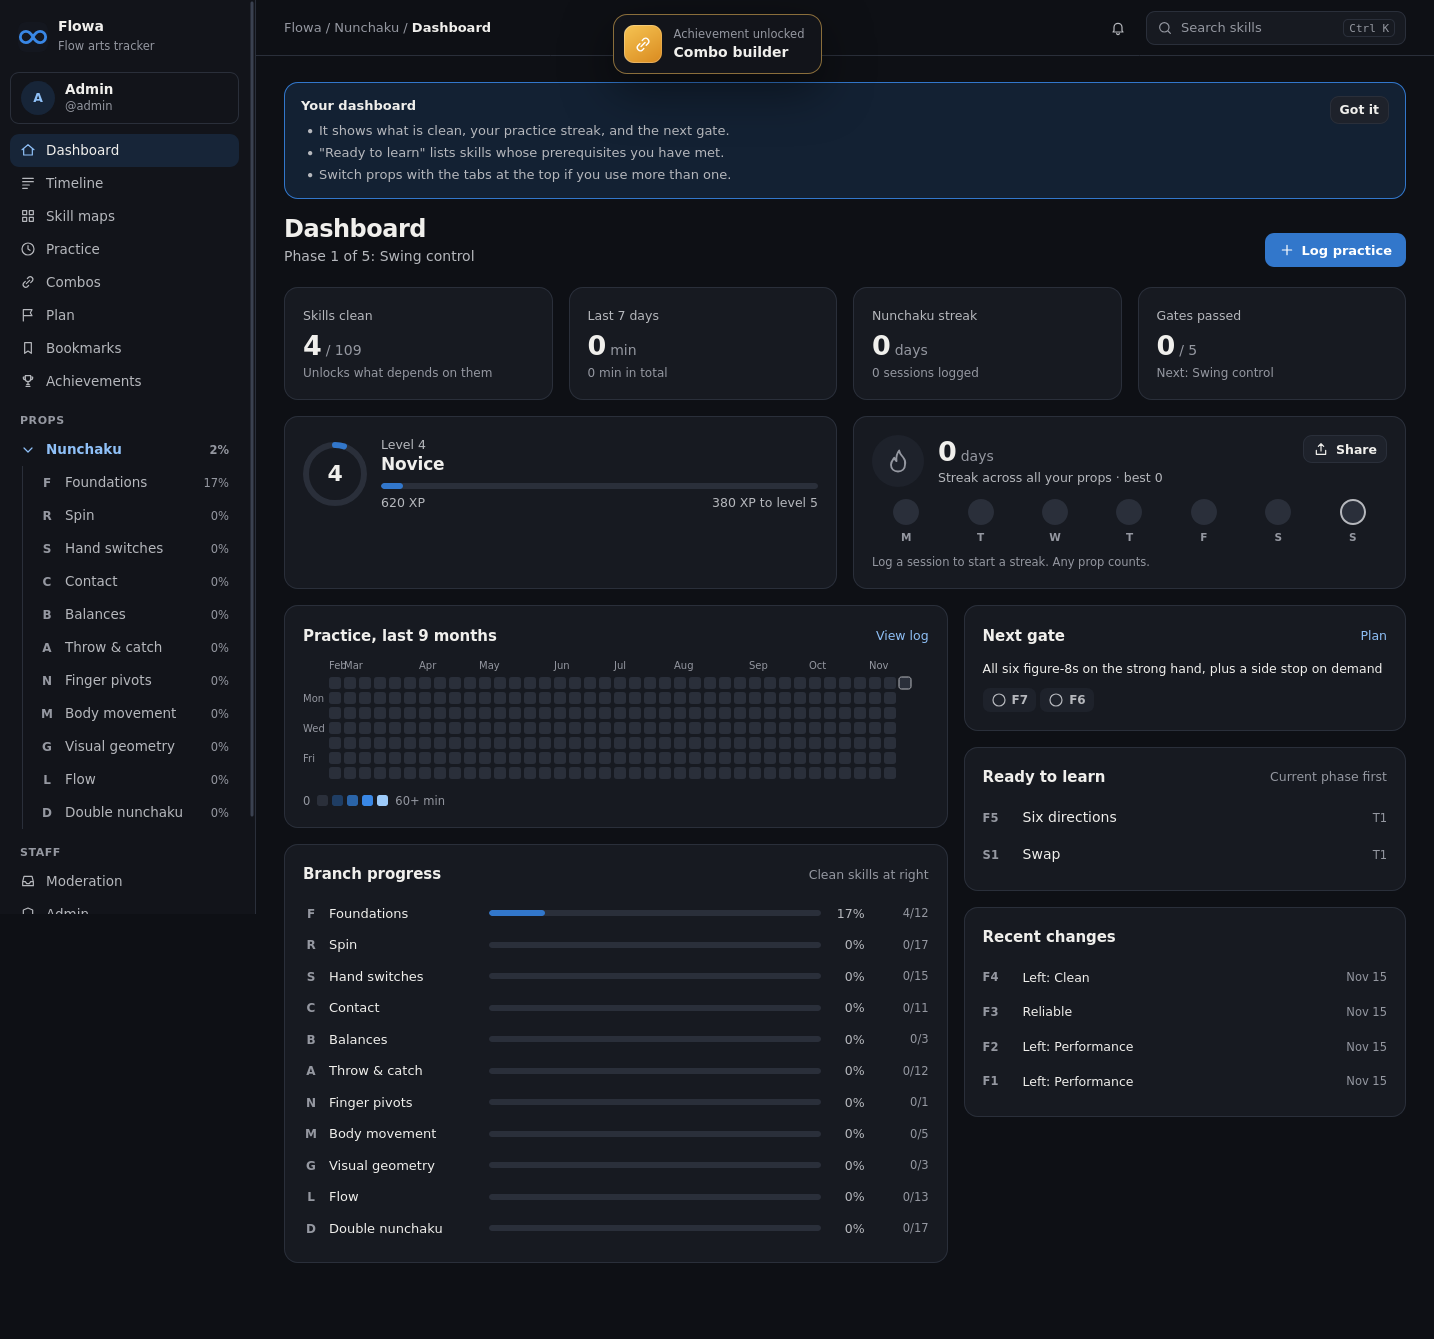 Flowa
Flow arts tracker
A
Admin
@admin
Dashboard
Timeline
Skill maps
Practice
Combos
Plan
Bookmarks
Achievements
PROPS
Nunchaku 2%
F Foundations 17%
R Spin 0%
S Hand switches 0%
C Contact 0%
B Balances 0%
A Throw & catch 0%
N Finger pivots 0%
M Body movement 0%
G Visual geometry 0%
L Flow 0%
D Double nunchaku 0%
STAFF
Moderation
Admin
Flowa / Nunchaku / Dashboard
Achievement unlocked
Combo builder
Search skills Ctrl K
Your dashboard
Got it
• It shows what is clean, your practice streak, and the next gate.
• "Ready to learn" lists skills whose prerequisites you have met.
• Switch props with the tabs at the top if you use more than one.
Dashboard
Phase 1 of 5: Swing control
Log practice
Skills clean
4 / 109
Unlocks what depends on them
Last 7 days
0 min
0 min in total
Nunchaku streak
0 days
0 sessions logged
Gates passed
0 / 5
Next: Swing control
4
Level 4
Novice
620 XP 380 XP to level 5
0 days
Share
Streak across all your props · best 0
M T W T F S S
Log a session to start a streak. Any prop counts.
Practice, last 9 months View log
Feb Mar Apr May Jun Jul Aug Sep Oct Nov
Mon
Wed
Fri
0 60+ min
Branch progress Clean skills at right
F Foundations 17% 4/12
R Spin 0% 0/17
S Hand switches 0% 0/15
C Contact 0% 0/11
B Balances 0% 0/3
A Throw & catch 0% 0/12
N Finger pivots 0% 0/1
M Body movement 0% 0/5
G Visual geometry 0% 0/3
L Flow 0% 0/13
D Double nunchaku 0% 0/17
Next gate Plan
All six figure-8s on the strong hand, plus a side stop on demand
F7 F6
Ready to learn Current phase first
F5 Six directions T1
S1 Swap T1
Recent changes
F4 Left: Clean Nov 15
F3 Reliable Nov 15
F2 Left: Performance Nov 15
F1 Left: Performance Nov 15